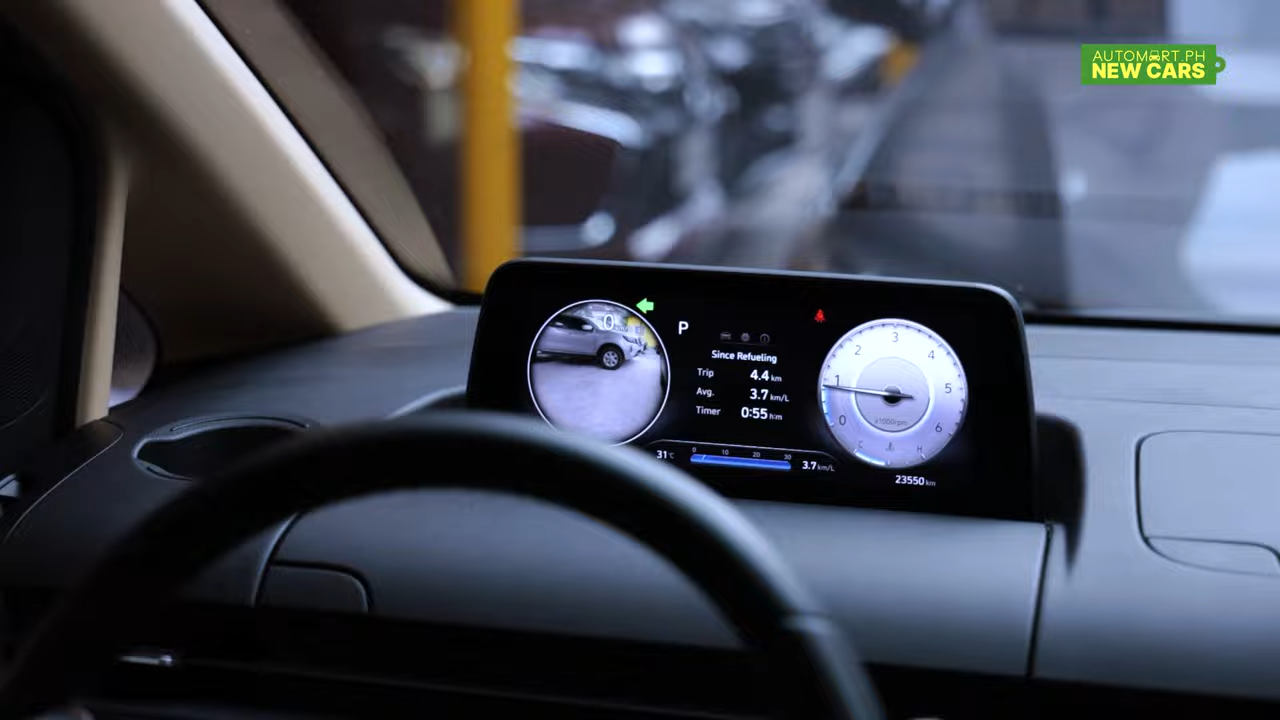 AUTOMART.PH
NEW CARS
0
P
Since Refueling
Trip 4.4 km
Avg. 3.7 km/L
Timer 0:55 h:m
31°C
0 10 20 30
3.7 km/L
0 1 2 3 4 5 6
x1000rpm
C H
23550 km